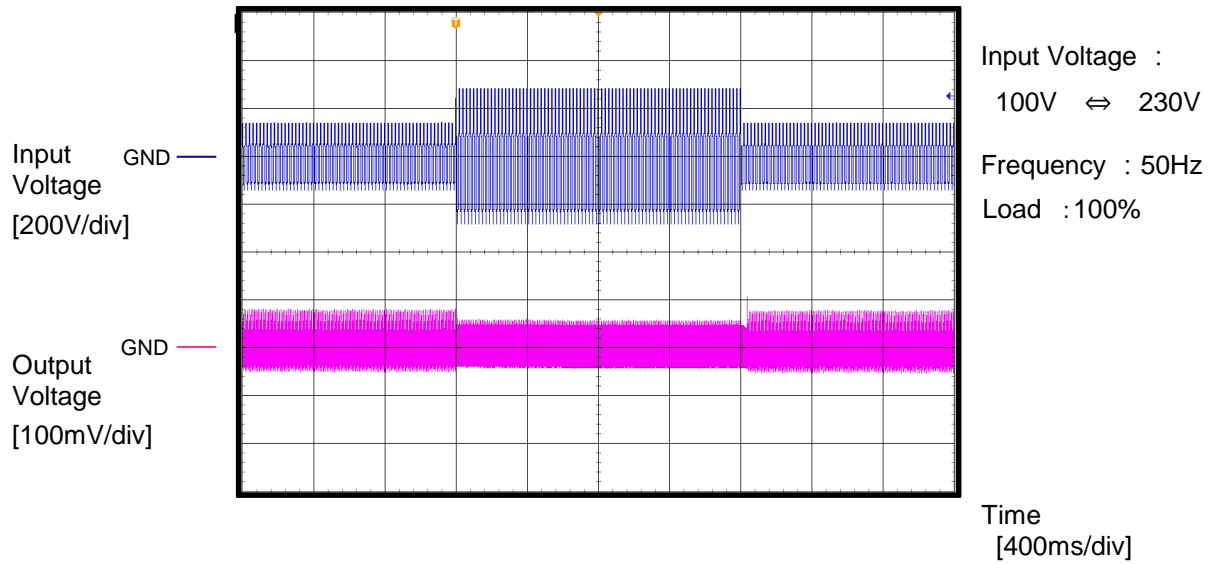 T
Input Voltage :
100V ⇔ 230V
Input
Voltage
[200V/div]
GND
Frequency : 50Hz
Load : 100%
Output
Voltage
[100mV/div]
GND
Time
[400ms/div]